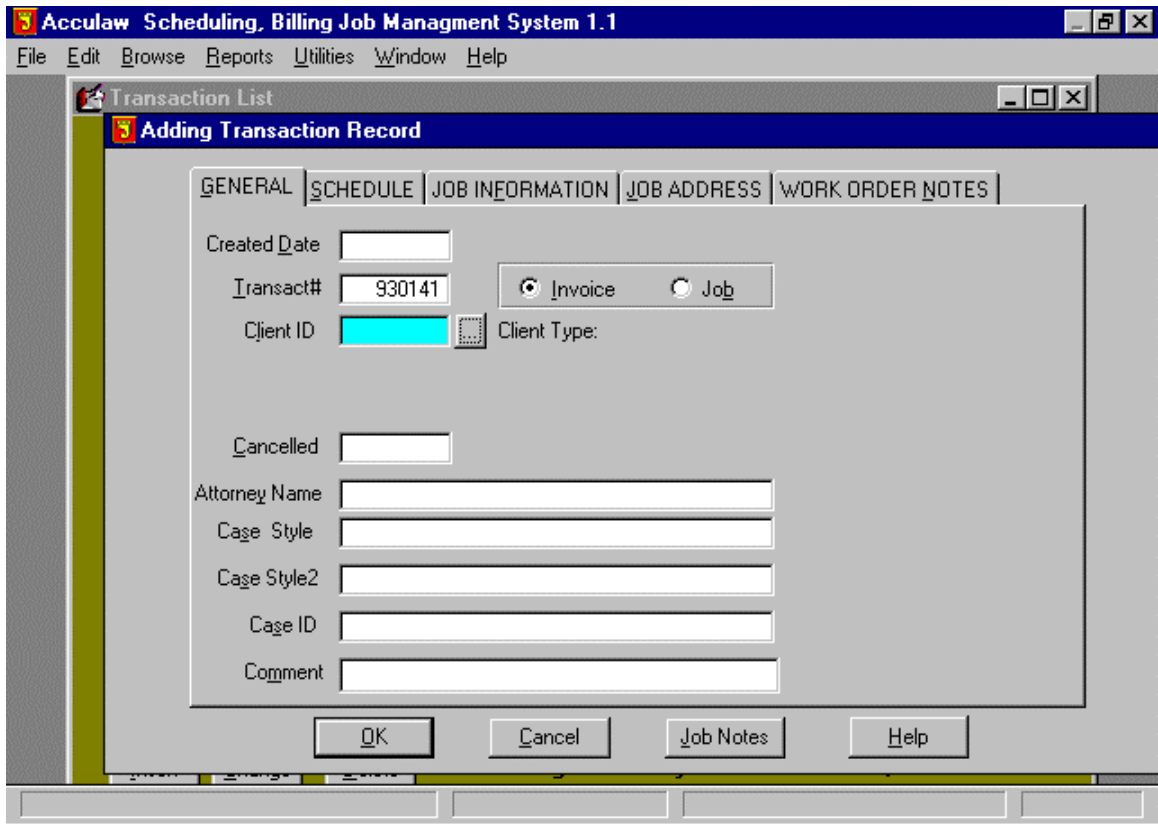 Acculaw Scheduling, Billing Job Managment System 1.1
File Edit Browse Reports Utilities Window Help
Transaction List
Adding Transaction Record
GENERAL SCHEDULE JOB INFORMATION JOB ADDRESS WORK ORDER NOTES
Created Date
Transact# 930141 Invoice Job
Client ID ... Client Type:
Cancelled
Attorney Name
Case Style
Case Style2
Case ID
Comment
OK Cancel Job Notes Help